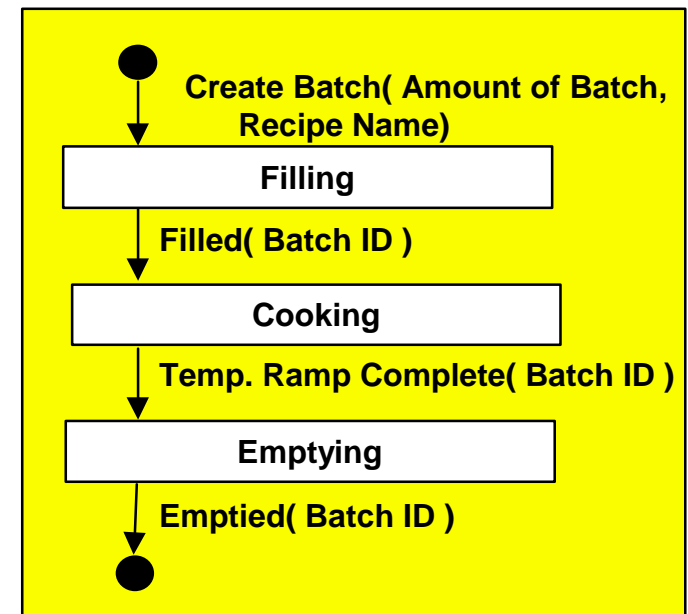 Create Batch( Amount of Batch,
Recipe Name)
Filling
Filled( Batch ID )
Cooking
Temp. Ramp Complete( Batch ID )
Emptying
Emptied( Batch ID )